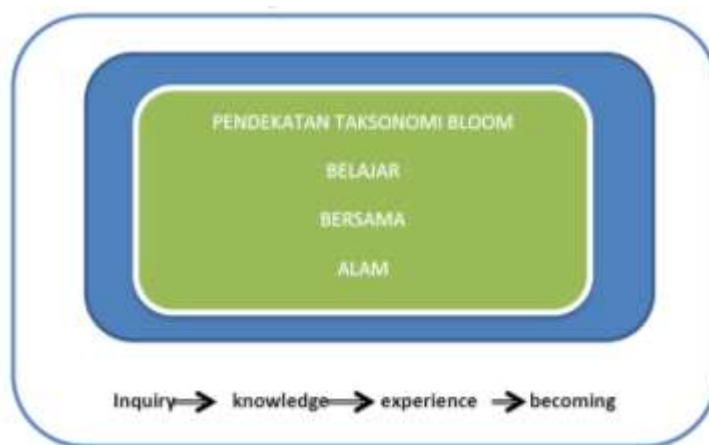 PENDEKATAN TAKSONOMI BLOOM
BELAJAR
BERSAMA
ALAM
Inquiry knowledge experience becoming